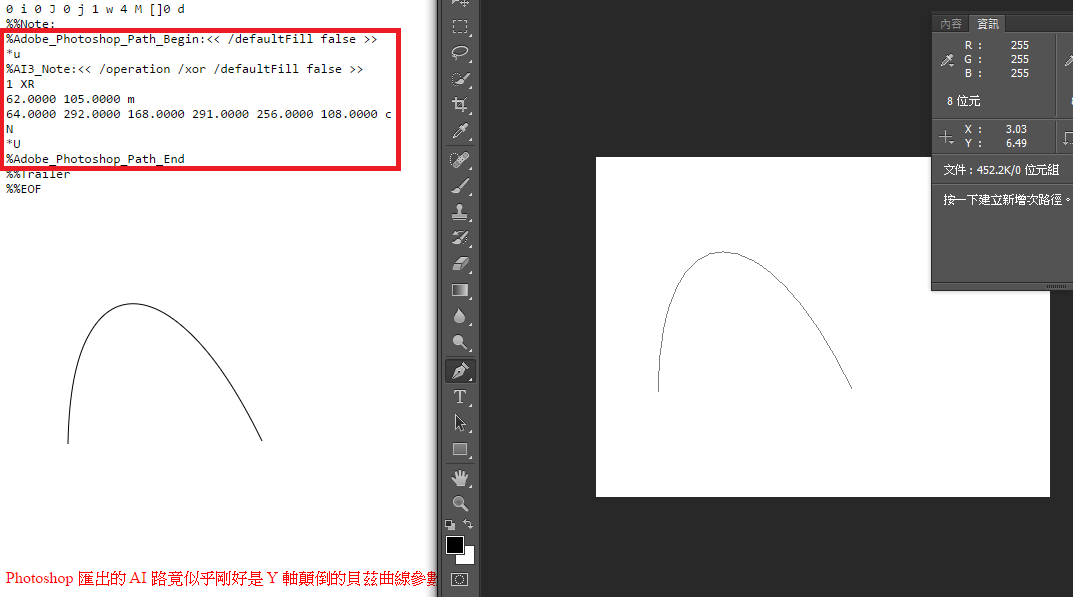 0 i 0 J 0 j 1 w 4 M []0 d
%%Note:
%Adobe_Photoshop_Path_Begin:<< /defaultFill false >>
*u
%AI3_Note:<< /operation /xor /defaultFill false >>
1 XR
62.0000 105.0000 m
64.0000 292.0000 168.0000 291.0000 256.0000 108.0000 c
N
*U
%Adobe_Photoshop_Path_End
%%Trailer
%%EOF
Photoshop 匯出的 AI 路竟似乎剛好是 Y 軸顛倒的貝茲曲線參數
T
內容 資訊
R : 255
G : 255
B : 255
8 位元
X : 3.03
Y : 6.49
文件 : 452.2K/0 位元組
按一下建立新增次路徑。